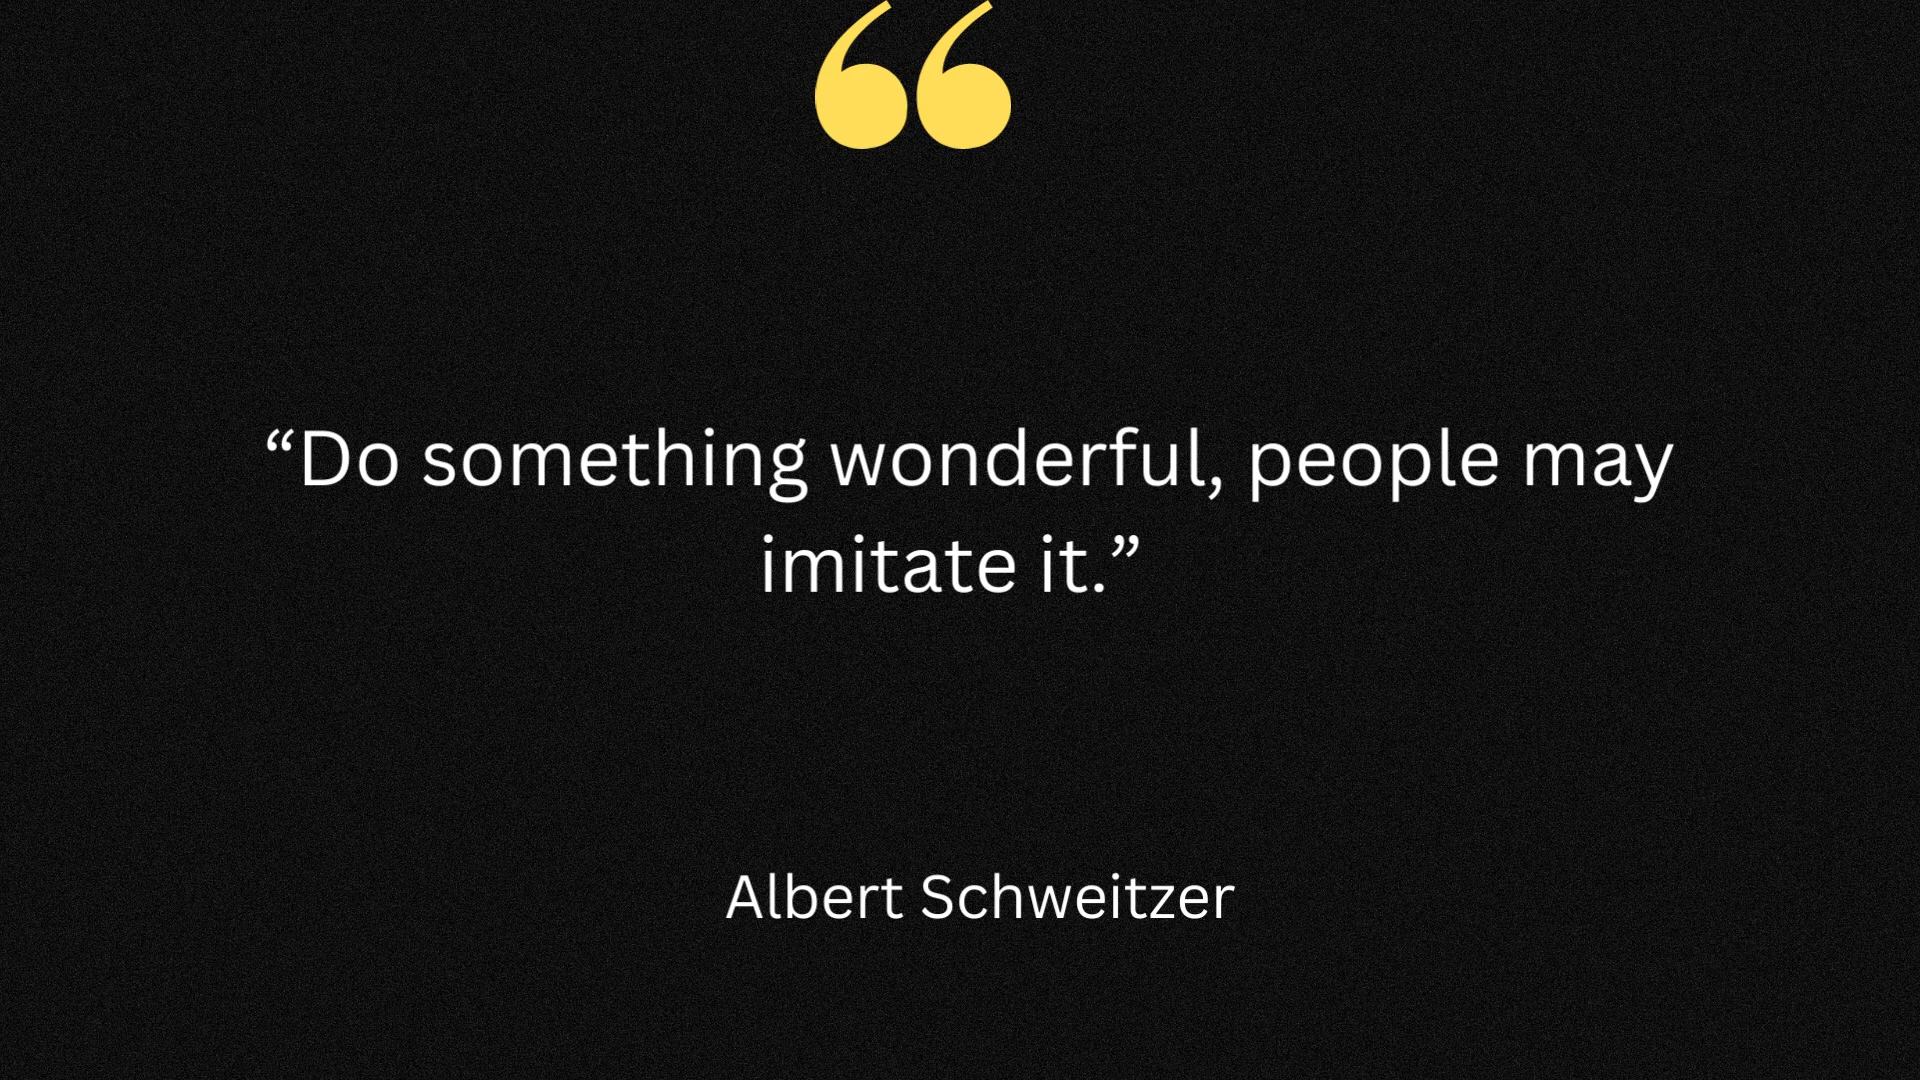 “Do something wonderful, people may
imitate it.”
Albert Schweitzer